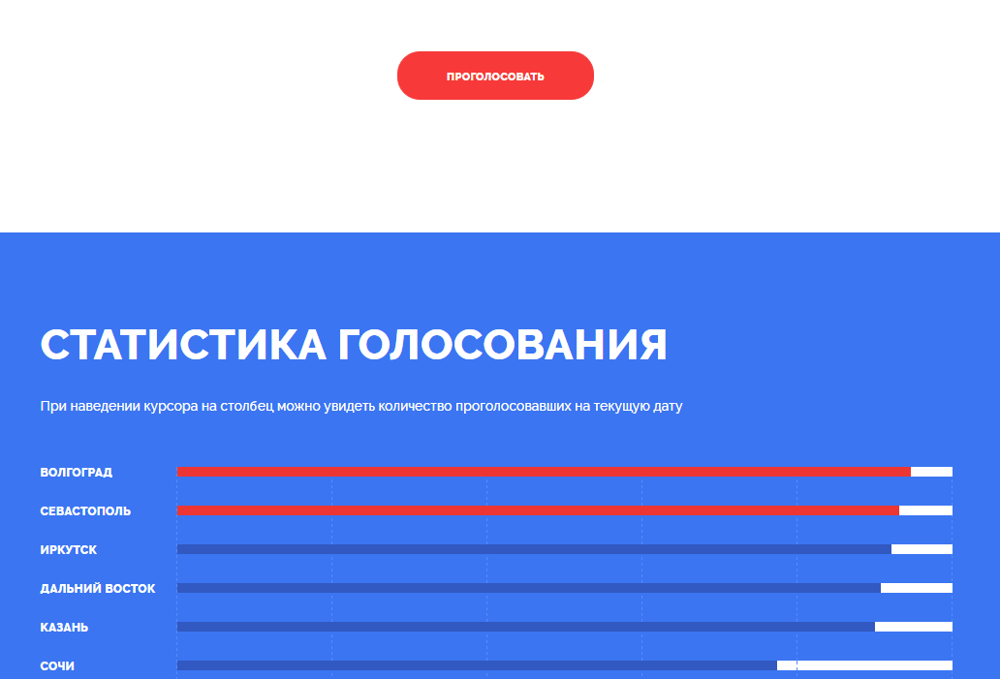 ПРОГОЛОСОВАТЬ
СТАТИСТИКА ГОЛОСОВАНИЯ
При наведении курсора на столбец можно увидеть количество проголосовавших на текущую дату
ВОЛГОГРАД
СЕВАСТОПОЛЬ
ИРКУТСК
ДАЛЬНИЙ ВОСТОК
КАЗАНЬ
СОЧИ